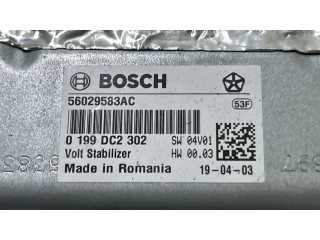 BOSCH
56029583AC
53F
0 199 DC2 302 SW 04V01
Volt Stabilizer HW 00.03
Made in Romania 19-04-03